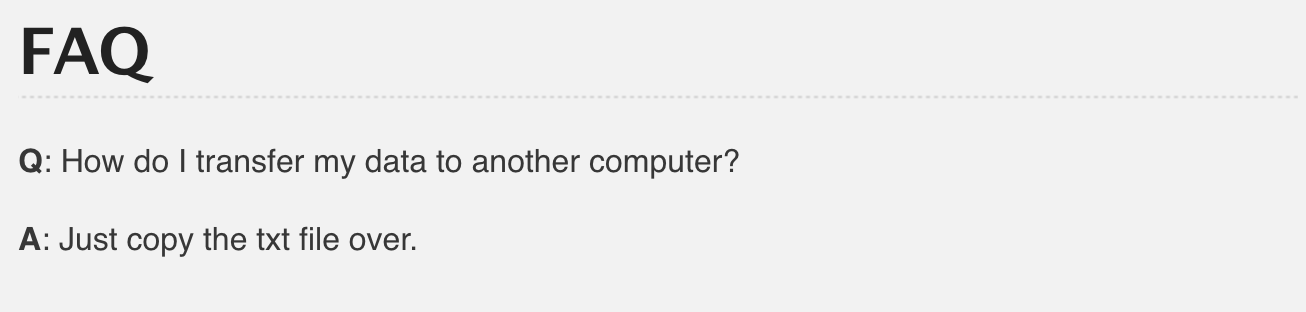 FAQ
Q: How do I transfer my data to another computer?
A: Just copy the txt file over.